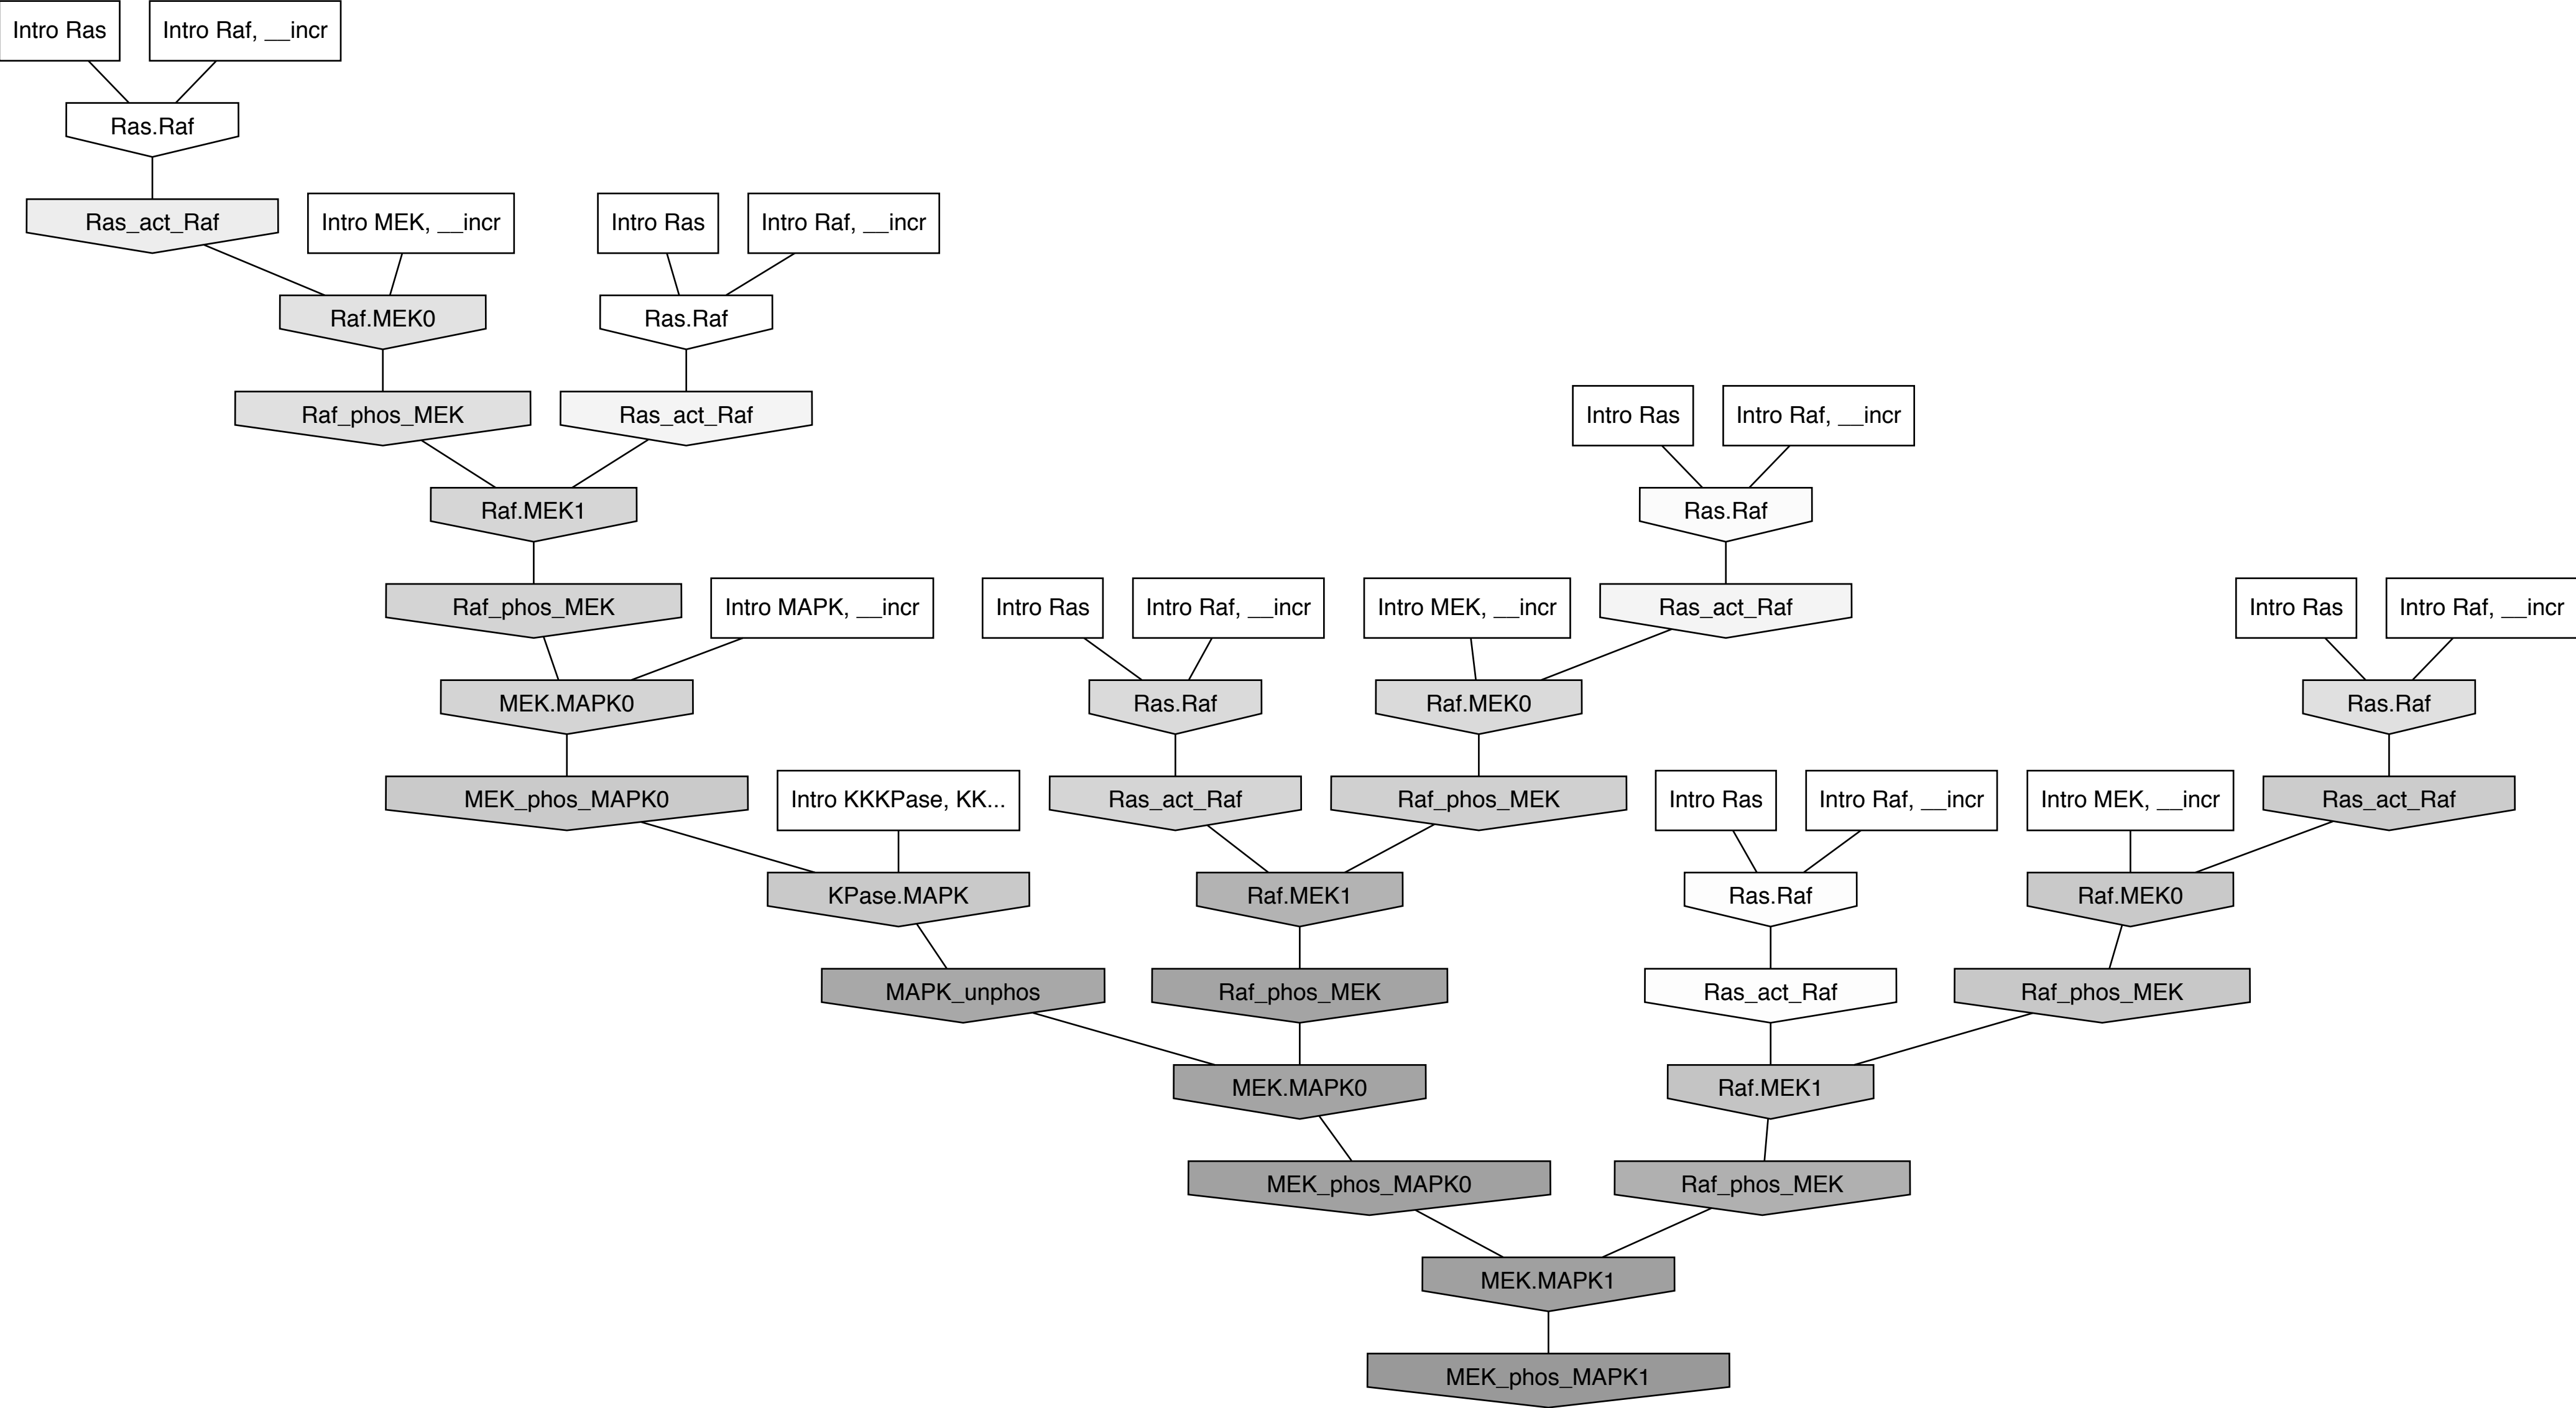 Intro Ras
Intro Raf, __incr
Ras.Raf
Ras_act_Raf
Intro MEK, __incr
Intro Ras
Intro Raf, __incr
Raf.MEK0
Ras.Raf
Raf_phos_MEK
Ras_act_Raf
Intro Ras
Intro Raf, __incr
Raf.MEK1
Ras.Raf
Raf_phos_MEK
Intro MAPK, __incr
Intro Ras
Intro Raf, __incr
Intro MEK, __incr
Ras_act_Raf
Intro Ras
Intro Raf, __incr
MEK.MAPK0
Ras.Raf
Raf.MEK0
Ras.Raf
MEK_phos_MAPK0
Intro KKKPase, KK...
Ras_act_Raf
Raf_phos_MEK
Intro Ras
Intro Raf, __incr
Intro MEK, __incr
Ras_act_Raf
KPase.MAPK
Raf.MEK1
Ras.Raf
Raf.MEK0
MAPK_unphos
Raf_phos_MEK
Ras_act_Raf
Raf_phos_MEK
MEK.MAPK0
Raf.MEK1
MEK_phos_MAPK0
Raf_phos_MEK
MEK.MAPK1
MEK_phos_MAPK1